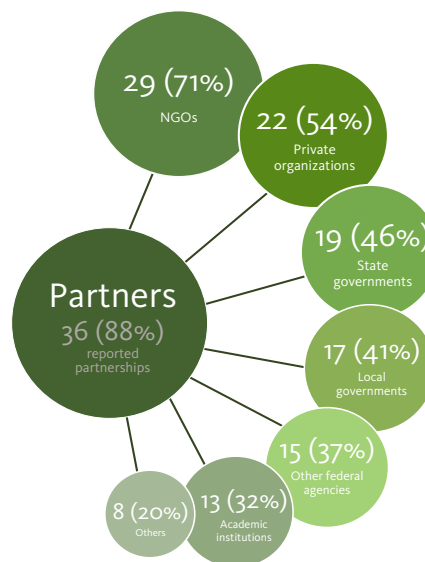 29 (71%)
NGOs
22 (54%)
Private
organizations
19 (46%)
State
governments
Partners
36 (88%)
reported
partnerships
17 (41%)
Local
governments
15 (37%)
Other federal
agencies
13 (32%)
Academic
institutions
8 (20%)
Others